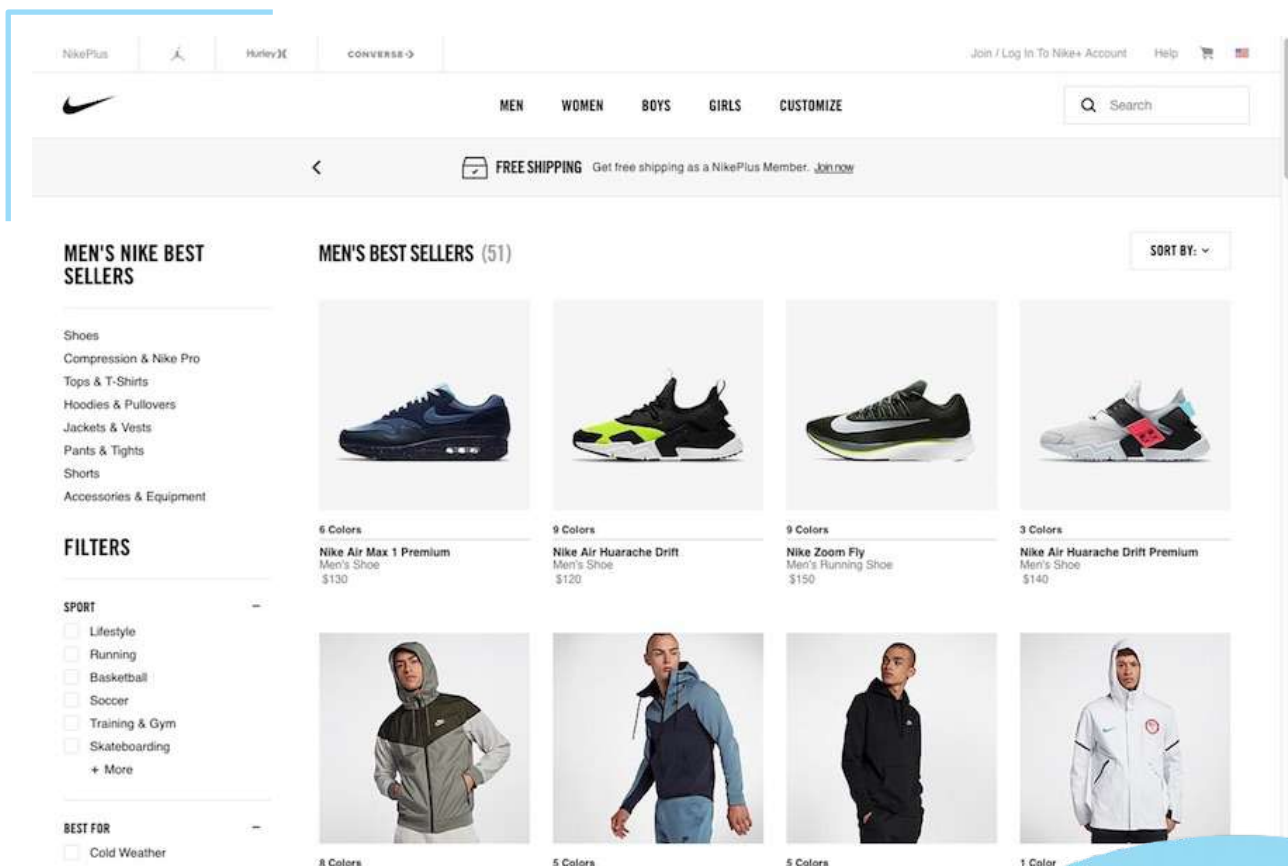 NikePlus
Hurley
CONVERSE
Join / Log In To Nike+ Account
Help
MEN
WOMEN
BOYS
GIRLS
CUSTOMIZE
Search
FREE SHIPPING Get free shipping as a NikePlus Member. Join now
MEN'S NIKE BEST
SELLERS
Shoes
Compression & Nike Pro
Tops & T-Shirts
Hoodies & Pullovers
Jackets & Vests
Pants & Tights
Shorts
Accessories & Equipment
FILTERS
SPORT
Lifestyle
Running
Basketball
Soccer
Training & Gym
Skateboarding
+ More
BEST FOR
Cold Weather
MEN'S BEST SELLERS (51)
SORT BY:
6 Colors
Nike Air Max 1 Premium
Men's Shoe
$130
9 Colors
Nike Air Huarache Drift
Men's Shoe
$120
9 Colors
Nike Zoom Fly
Men's Running Shoe
$150
3 Colors
Nike Air Huarache Drift Premium
Men's Shoe
$140
8 Colors
5 Colors
5 Colors
1 Color